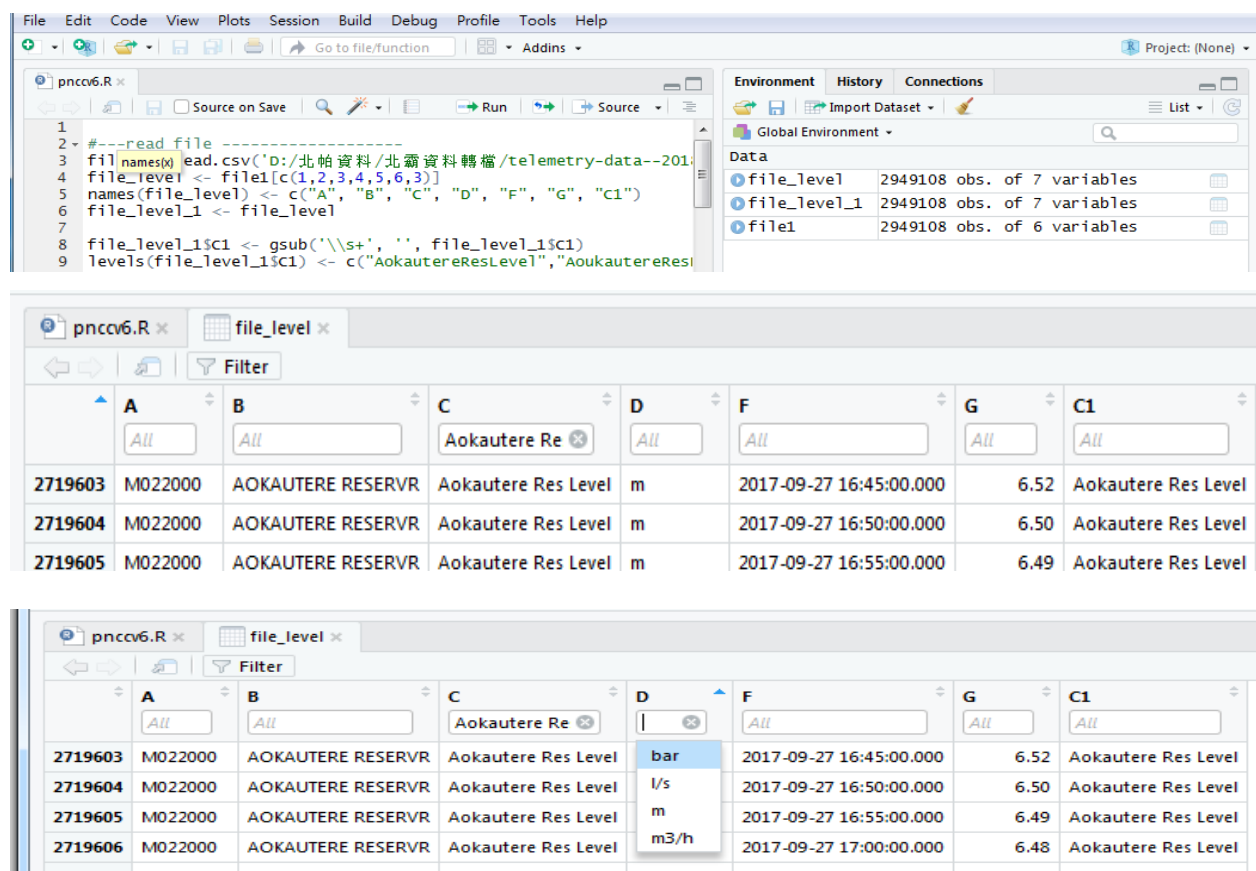 File Edit Code View Plots Session Build Debug Profile Tools Help
Go to file/function Addins Project: (None)
pnccv6.R
Source on Save Run Source
1
2 #---read file -------------------
3 fil names(x) ead.csv('D:/北帕資料/北霸資料轉檔/telemetry-data--201
4 file_level <- file1[c(1,2,3,4,5,6,3)]
5 names(file_level) <- c("A", "B", "C", "D", "F", "G", "C1")
6 file_level_1 <- file_level
7
8 file_level_1$C1 <- gsub('\\s+', '', file_level_1$C1)
9 levels(file_level_1$C1) <- c("AokautereResLevel","AoukautereRes
Environment History Connections
Import Dataset List
Global Environment
Data
file_level 2949108 obs. of 7 variables
file_level_1 2949108 obs. of 7 variables
file1 2949108 obs. of 6 variables
pnccv6.R file_level
Filter
A B C D F G C1
All All Aokautere Re All All All All
2719603 M022000 AOKAUTERE RESERVR Aokautere Res Level m 2017-09-27 16:45:00.000 6.52 Aokautere Res Level
2719604 M022000 AOKAUTERE RESERVR Aokautere Res Level m 2017-09-27 16:50:00.000 6.50 Aokautere Res Level
2719605 M022000 AOKAUTERE RESERVR Aokautere Res Level m 2017-09-27 16:55:00.000 6.49 Aokautere Res Level
pnccv6.R file_level
Filter
A B C D F G C1
All All Aokautere Re All All All
2719603 M022000 AOKAUTERE RESERVR Aokautere Res Level bar 2017-09-27 16:45:00.000 6.52 Aokautere Res Level
2719604 M022000 AOKAUTERE RESERVR Aokautere Res Level l/s 2017-09-27 16:50:00.000 6.50 Aokautere Res Level
2719605 M022000 AOKAUTERE RESERVR Aokautere Res Level m 2017-09-27 16:55:00.000 6.49 Aokautere Res Level
2719606 M022000 AOKAUTERE RESERVR Aokautere Res Level m3/h 2017-09-27 17:00:00.000 6.48 Aokautere Res Level